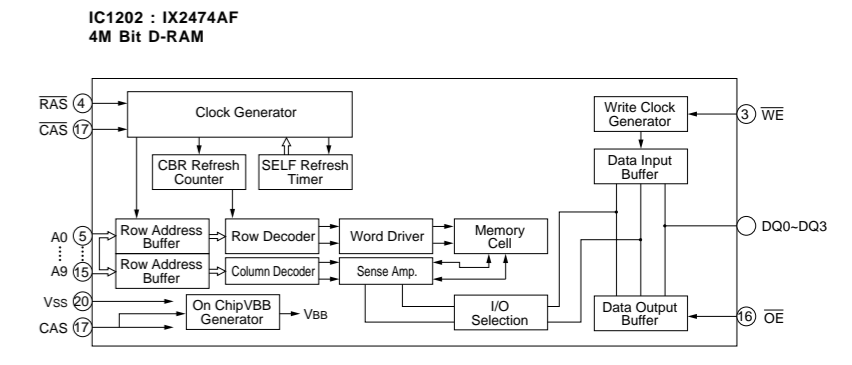 IC1202 : IX2474AF
4M Bit D-RAM
RAS 4
CAS 17
Clock Generator
Write Clock
Generator
3 WE
CBR Refresh
Counter
SELF Refresh
Timer
Data Input
Buffer
A0 5
Row Address
Buffer
Row Decoder
Word Driver
Memory
Cell
DQ0~DQ3
A9 15
Row Address
Buffer
Column Decoder
Sense Amp.
Vss 20
CAS 17
On ChipVBB
Generator
VBB
I/O
Selection
Data Output
Buffer
16 OE